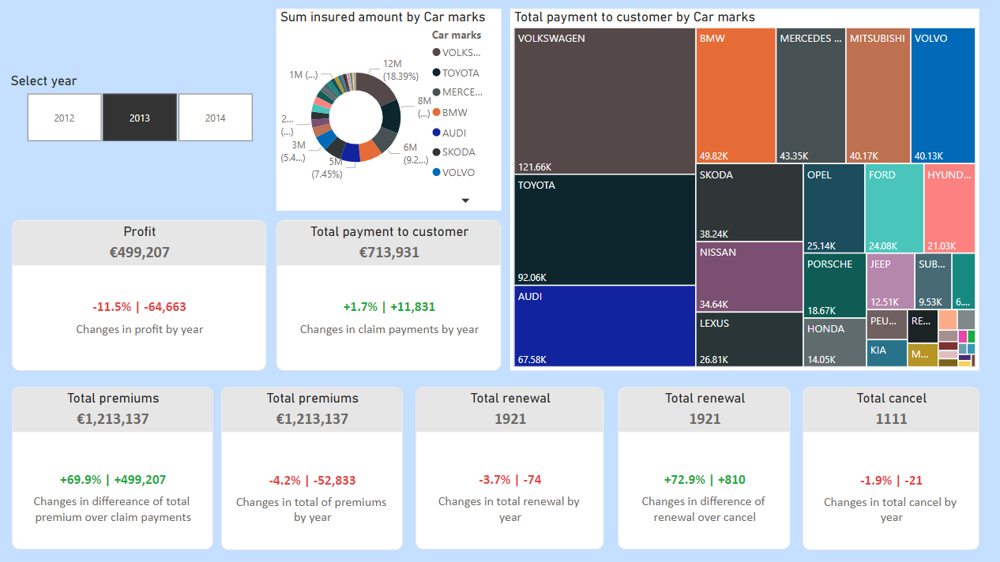 Select year
2012
2013
2014
Sum insured amount by Car marks
Car marks
VOLKS...
TOYOTA
MERCE...
BMW
AUDI
SKODA
VOLVO
12M
(18.39%)
8M
(...)
6M
(9.2...)
5M
(7.45%)
3M
(5.4...)
2...
(...)
1M (...)
Total payment to customer by Car marks
VOLKSWAGEN
121.66K
TOYOTA
92.06K
AUDI
67.58K
BMW
49.82K
MERCEDES ...
43.35K
MITSUBISHI
40.17K
VOLVO
40.13K
SKODA
38.24K
NISSAN
34.64K
LEXUS
26.81K
OPEL
25.14K
FORD
24.08K
HYUND...
21.03K
PORSCHE
18.67K
HONDA
14.05K
JEEP
12.51K
SUB...
9.53K
6....
PEU...
KIA
RE...
M...
Profit
€499,207
-11.5% | -64,663
Changes in profit by year
Total payment to customer
€713,931
+1.7% | +11,831
Changes in claim payments by year
Total premiums
€1,213,137
+69.9% | +499,207
Changes in differeance of total
premium over claim payments
Total premiums
€1,213,137
-4.2% | -52,833
Changes in total of premiums
by year
Total renewal
1921
-3.7% | -74
Changes in total renewal by
year
Total renewal
1921
+72.9% | +810
Changes in difference of
renewal over cancel
Total cancel
1111
-1.9% | -21
Changes in total cancel by
year